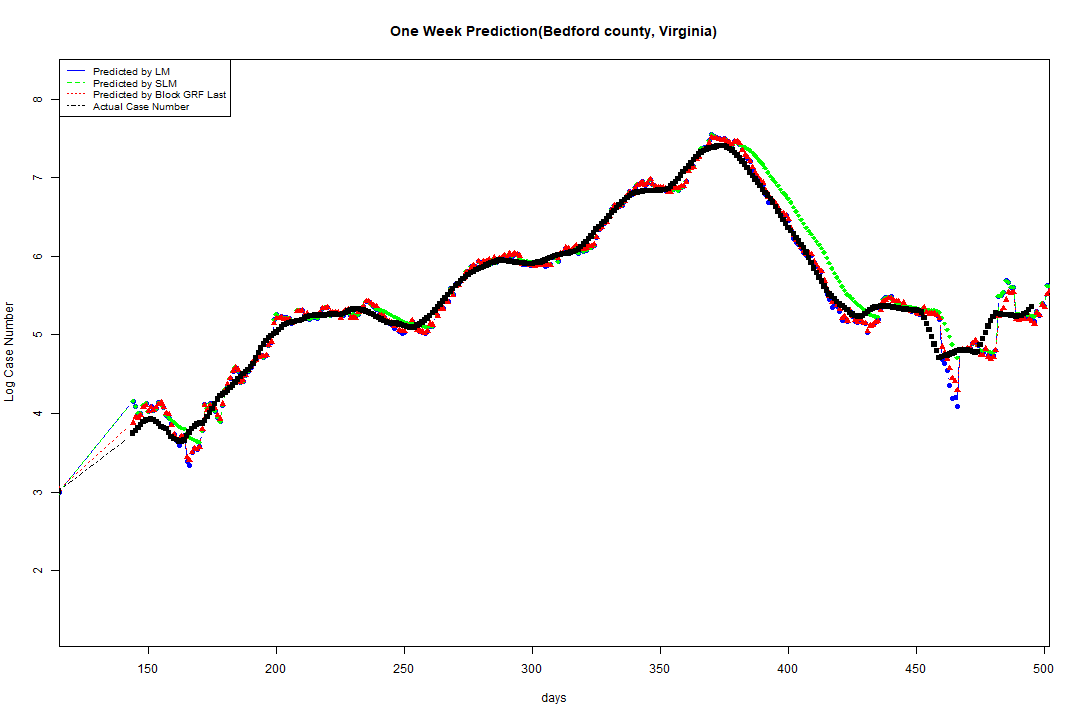 One Week Prediction(Bedford county, Virginia)
Predicted by LM
Predicted by SLM
Predicted by Block GRF Last
Actual Case Number
Log Case Number
8
7
6
5
4
3
2
150 200 250 300 350 400 450 500
days